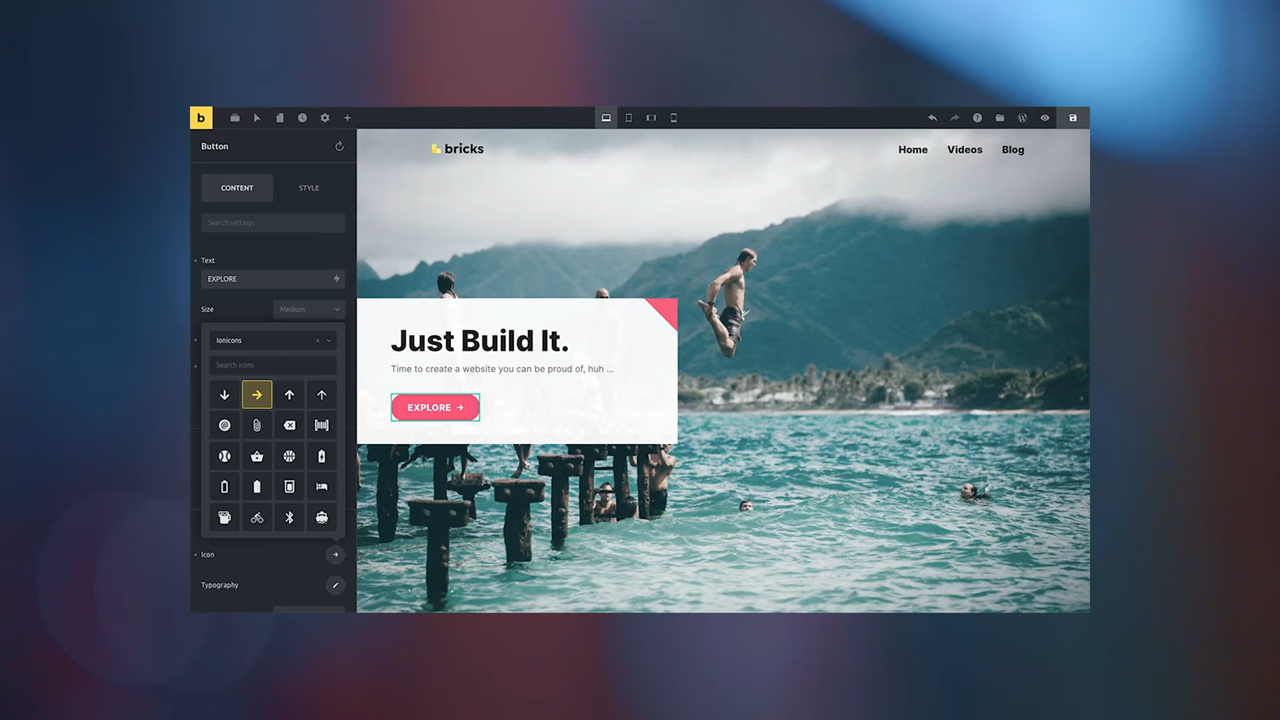 b
Button
CONTENT
STYLE
Search settings...
Text
EXPLORE
Size
Medium
Ionicons
Search icons
Icon
Typography
bricks
Home
Videos
Blog
Just Build It.
Time to create a website you can be proud of, huh ...
EXPLORE